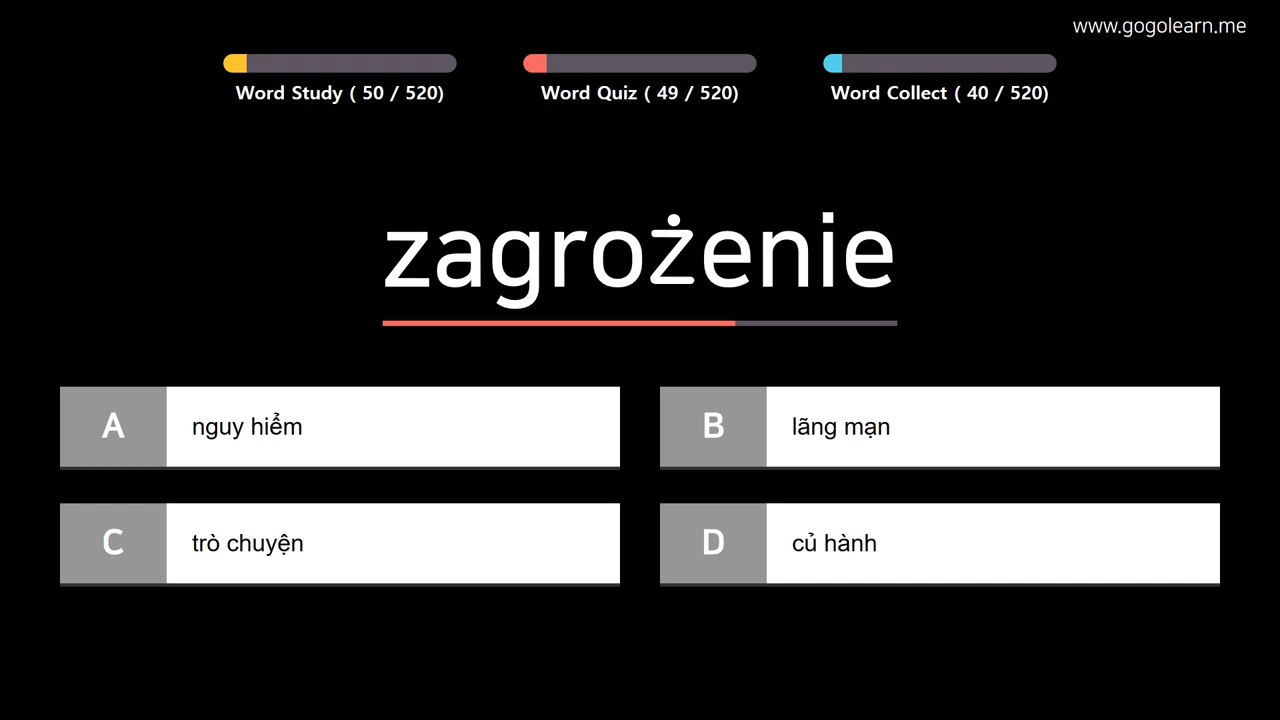 www.gogolearn.me
Word Study ( 50 / 520)
Word Quiz ( 49 / 520)
Word Collect ( 40 / 520)
zagrożenie
A nguy hiểm
B lãng mạn
C trò chuyện
D củ hành